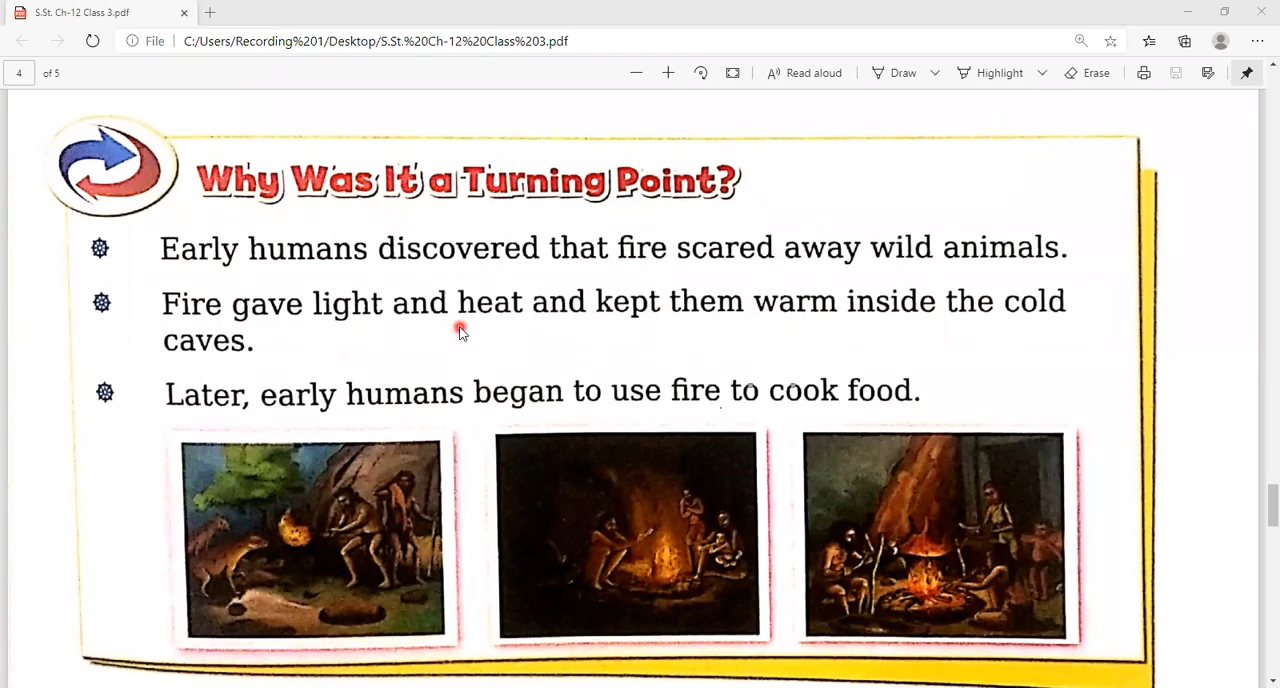 S.St. Ch-12 Class 3.pdf
File | C:/Users/Recording%201/Desktop/S.St.%20Ch-12%20Class%203.pdf
4 of 5 Read aloud Draw Highlight Erase
Why Was It a Turning Point?
Early humans discovered that fire scared away wild animals.
Fire gave light and heat and kept them warm inside the cold
caves.
Later, early humans began to use fire to cook food.